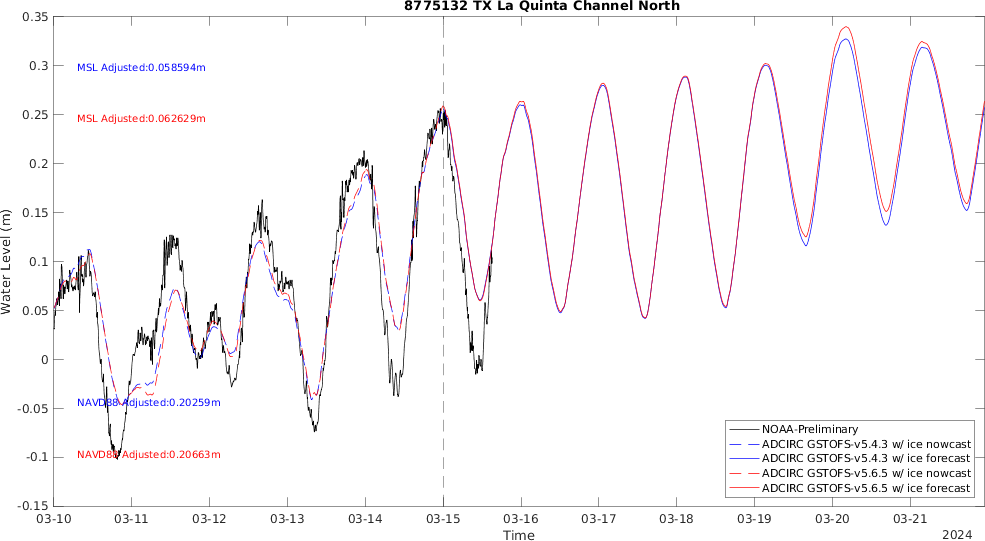 8775132 TX La Quinta Channel North
0.35
0.3
0.25
0.2
0.15
0.1
0.05
0
-0.05
-0.1
-0.15
Water Level (m)
MSL Adjusted:0.058594m
MSL Adjusted:0.062629m
NAVD88 Adjusted:0.20259m
NAVD88 Adjusted:0.20663m
NOAA-Preliminary
ADCIRC GSTOFS-v5.4.3 w/ ice nowcast
ADCIRC GSTOFS-v5.4.3 w/ ice forecast
ADCIRC GSTOFS-v5.6.5 w/ ice nowcast
ADCIRC GSTOFS-v5.6.5 w/ ice forecast
03-10 03-11 03-12 03-13 03-14 03-15 03-16 03-17 03-18 03-19 03-20 03-21
Time
2024